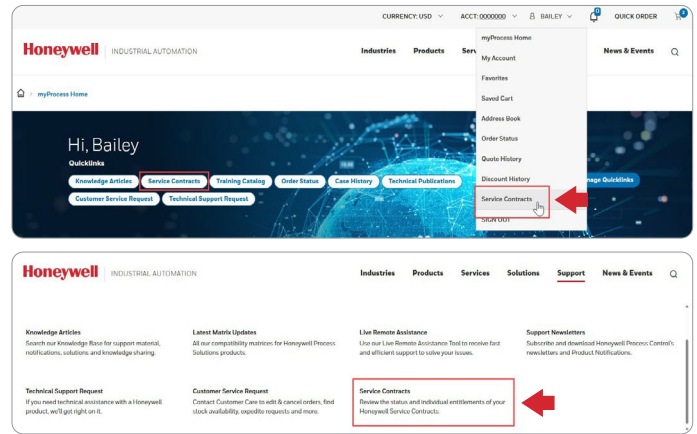 CURRENCY: USD ACCT: 0000000 BAILEY 0 QUICK ORDER 2
Honeywell INDUSTRIAL AUTOMATION Industries Products Serv News & Events
myProcess Home
My Account
Favorites
Saved Cart
Address Book
Order Status
Quote History
Discount History
Service Contracts
SIGN OUT
> myProcess Home
Hi, Bailey
Quicklinks
Knowledge Articles Service Contracts Training Catalog Order Status Case History Technical Publications nage Quicklinks
Customer Service Request Technical Support Request
Honeywell INDUSTRIAL AUTOMATION Industries Products Services Solutions Support News & Events
Knowledge Articles Latest Matrix Updates Live Remote Assistance Support Newsletters
Search our Knowledge Base for support material, All our compatibility matrices for Honeywell Process Use our Live Remote Assistance Tool to receive fast Subscribe and download Honeywell Process Control's
notifications, solutions and knowledge sharing. Solutions products. and efficient support to solve your issues. newsletters and Product Notifications.
Technical Support Request Customer Service Request Service Contracts
If you need technical assistance with a Honeywell Contact Customer Care to edit & cancel orders, find Review the status and individual entitlements of your
product, we'll get right on it. stock availability, expedite requests and more. Honeywell Service Contracts.